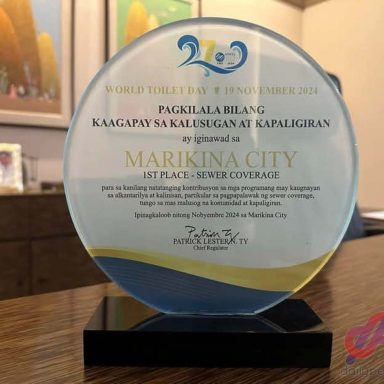 WORLD TOILET DAY 19 NOVEMBER 2024
PAGKILALA BILANG
KAAGAPAY SA KALUSUGAN AT KAPALIGIRAN
ay iginawad sa
MARIKINA CITY
1ST PLACE - SEWER COVERAGE
para sa kanilang natatanging kontribusyon sa mga programang may kaugnayan
sa alkantarilya at kalinisan, partikular sa pagpapalawak ng sewer coverage,
tungo sa mas malusog na komunidad at kapaligiran.
Ipinagkaloob nitong Nobyembre 2024 sa Marikina City
PATRICK LESTER N. TY
Chief Regulator